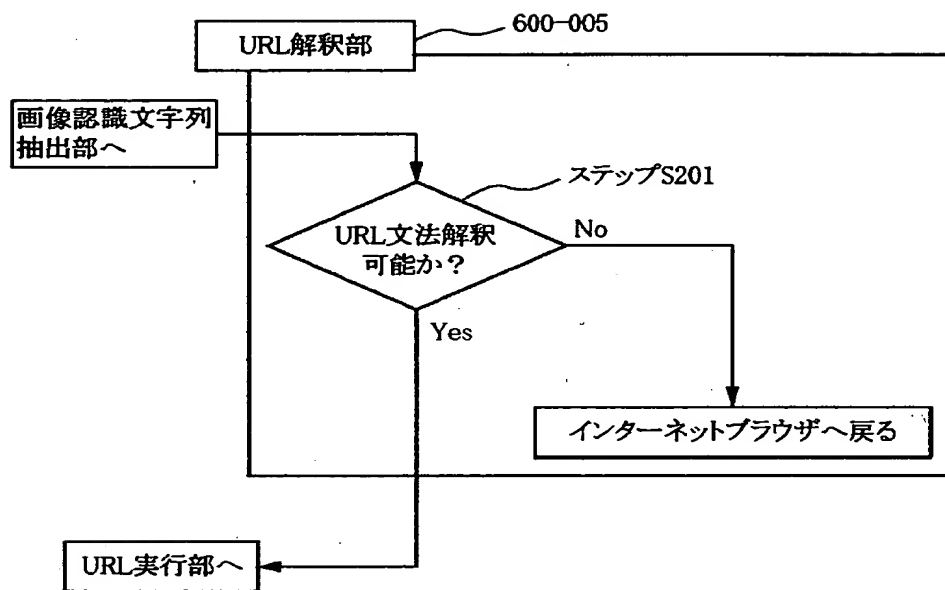 URL解釈部
600-005
画像認識文字列
抽出部へ
ステップS201
URL文法解釈
可能か？
No
Yes
インターネットブラウザへ戻る
URL実行部へ